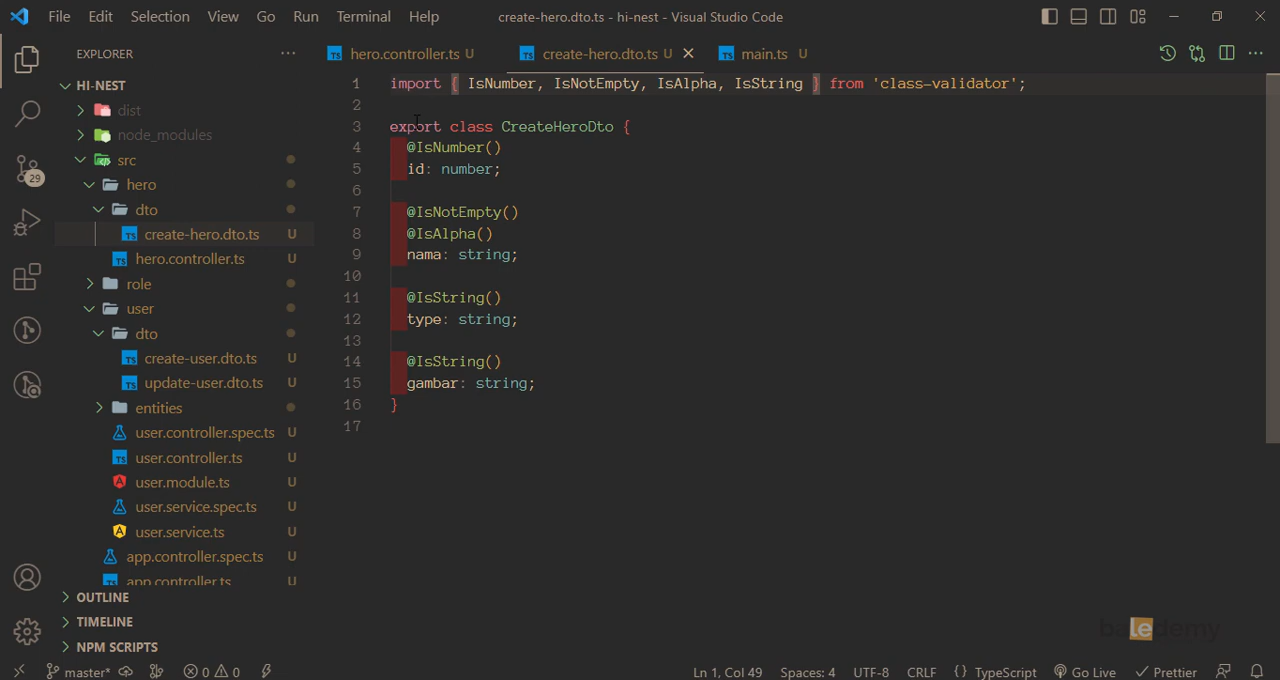 File Edit Selection View Go Run Terminal Help
create-hero.dto.ts - hi-nest - Visual Studio Code
EXPLORER
hero.controller.ts U
create-hero.dto.ts U
main.ts U
HI-NEST
dist
node_modules
src
hero
dto
create-hero.dto.ts U
hero.controller.ts U
role
user
dto
create-user.dto.ts U
update-user.dto.ts U
entities
user.controller.spec.ts U
user.controller.ts U
user.module.ts U
user.service.spec.ts U
user.service.ts U
app.controller.spec.ts U
app.controller.ts U
OUTLINE
TIMELINE
NPM SCRIPTS
29
1 import { IsNumber, IsNotEmpty, IsAlpha, IsString } from 'class-validator';
2
3 export class CreateHeroDto {
4 @IsNumber()
5 id: number;
6
7 @IsNotEmpty()
8 @IsAlpha()
9 nama: string;
10
11 @IsString()
12 type: string;
13
14 @IsString()
15 gambar: string;
16 }
17
baledemy
master* 0 0 Ln 1, Col 49 Spaces: 4 UTF-8 CRLF {} TypeScript Go Live Prettier